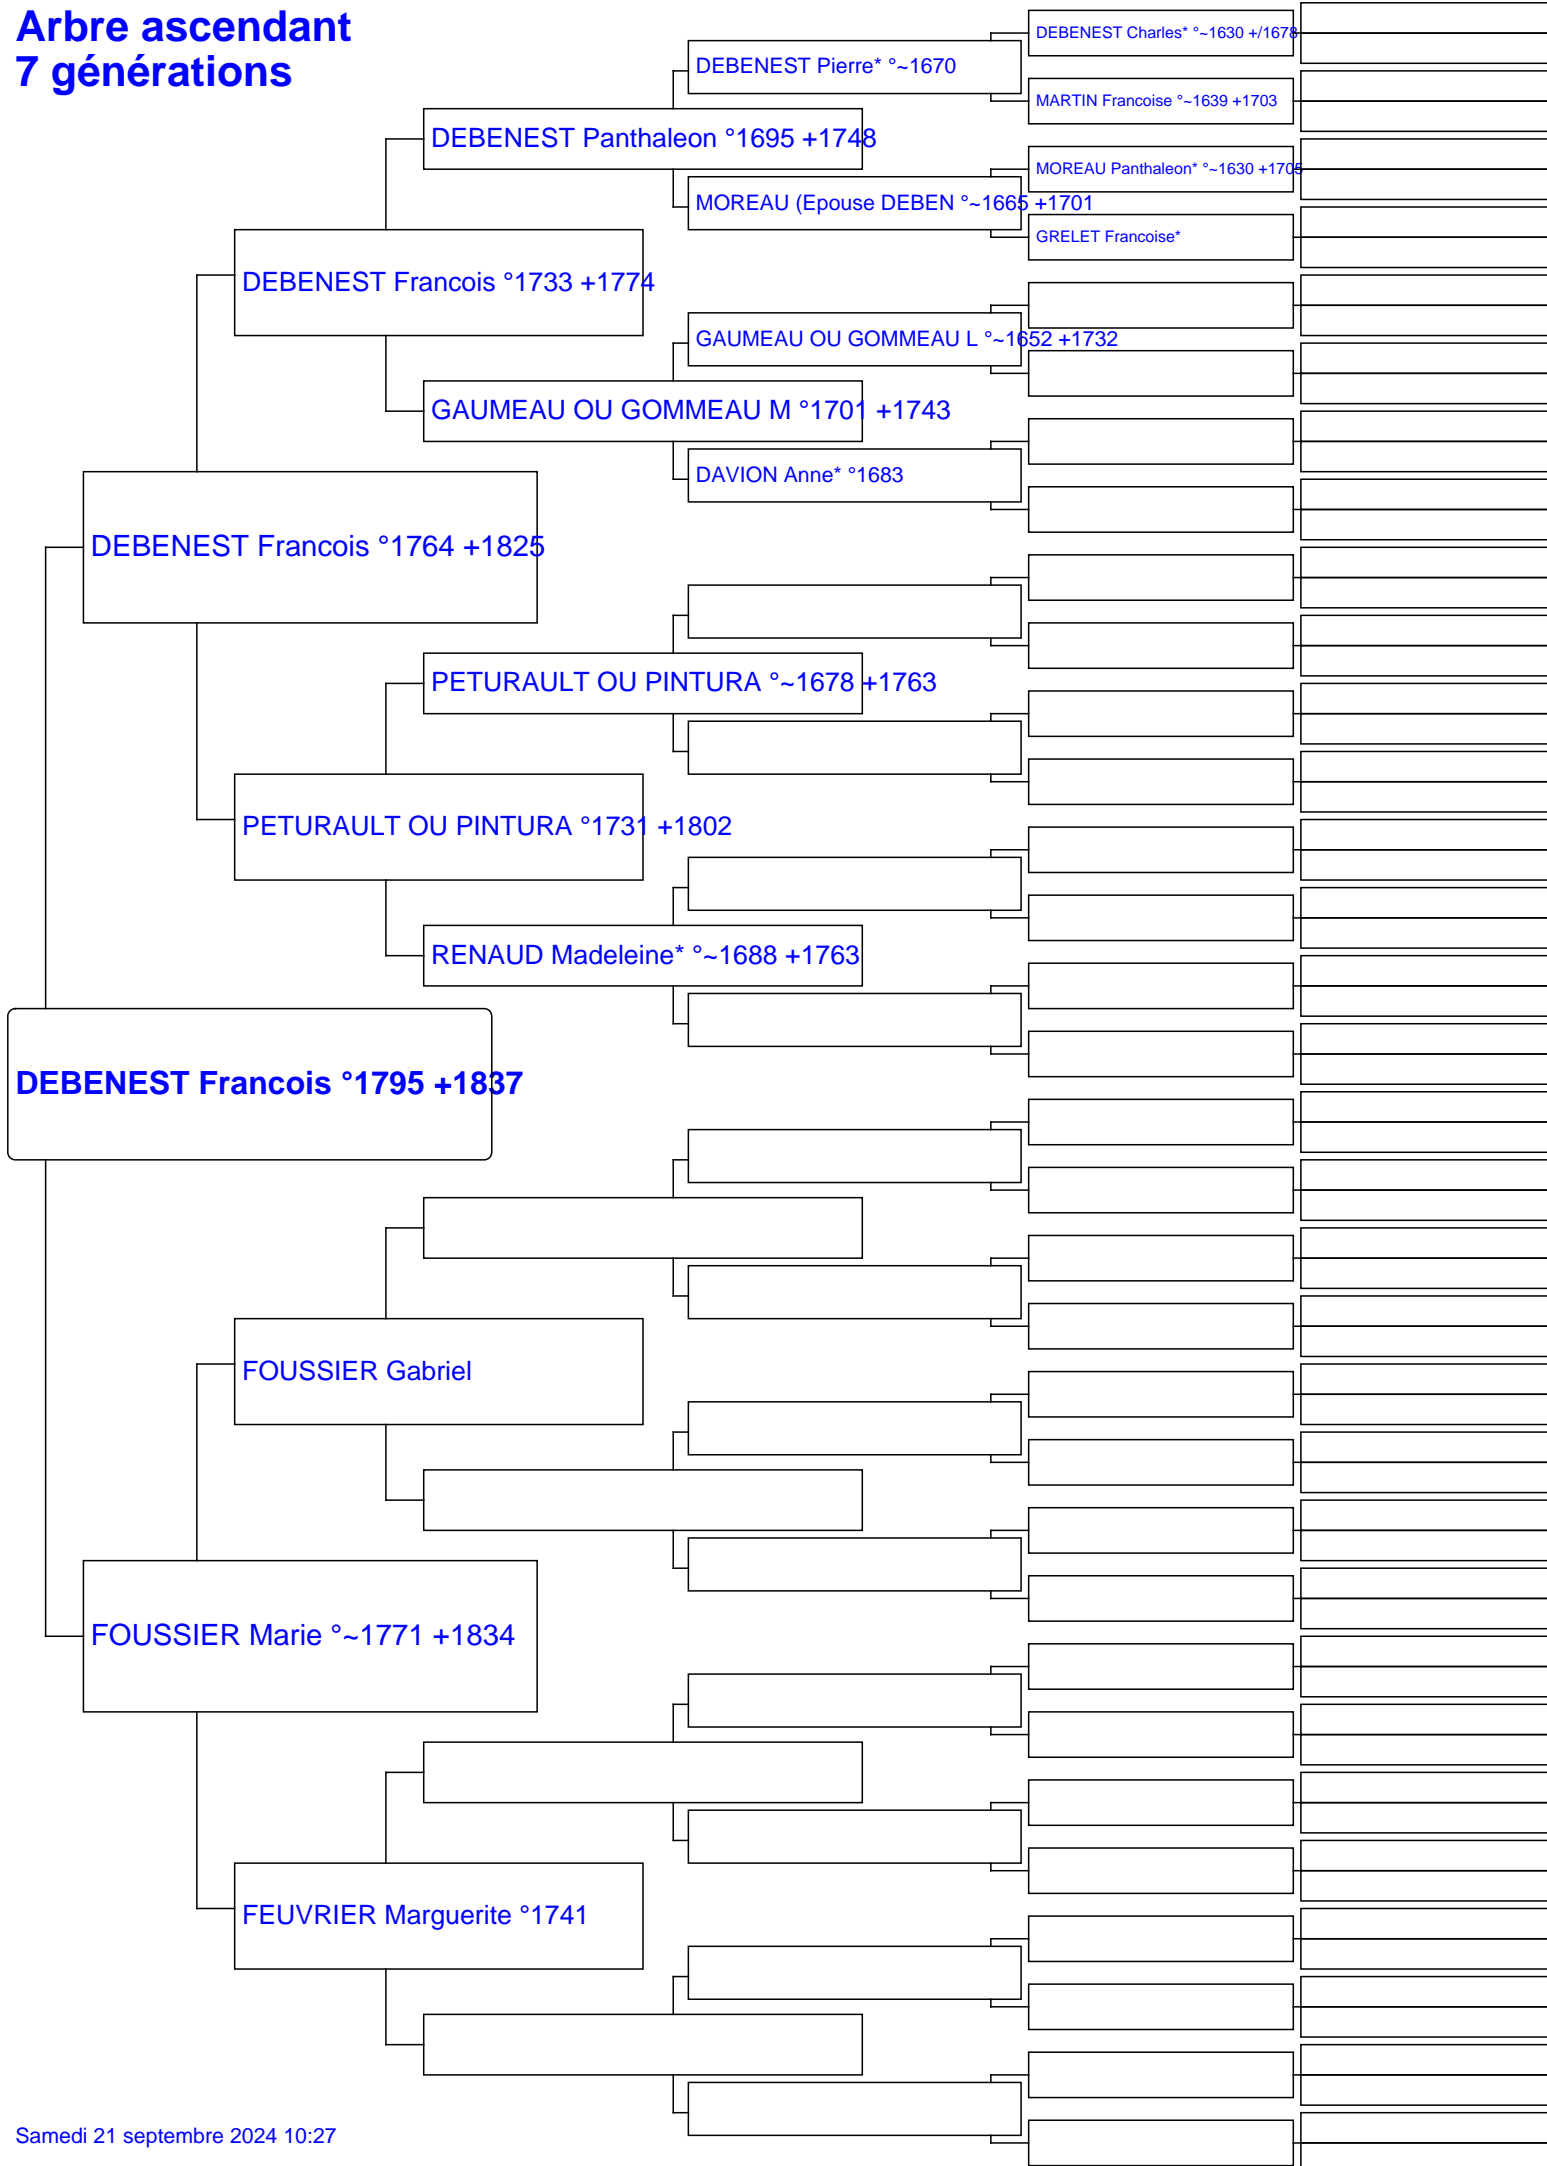 Arbre ascendant
7 générations
DEBENEST Charles* °~1630 +/1678
DEBENEST Pierre* °~1670
MARTIN Francoise °~1639 +1703
DEBENEST Panthaleon °1695 +1748
MOREAU Panthaleon* °~1630 +1705
MOREAU (Epouse DEBEN °~1665 +1701
GRELET Francoise*
DEBENEST Francois °1733 +1774
GAUMEAU OU GOMMEAU L °~1652 +1732
GAUMEAU OU GOMMEAU M °1701 +1743
DAVION Anne* °1683
DEBENEST Francois °1764 +1825
PETURAULT OU PINTURA °~1678 +1763
PETURAULT OU PINTURA °1731 +1802
RENAUD Madeleine* °~1688 +1763
DEBENEST Francois °1795 +1837
FOUSSIER Gabriel
FOUSSIER Marie °~1771 +1834
FEUVRIER Marguerite °1741
Samedi 21 septembre 2024 10:27